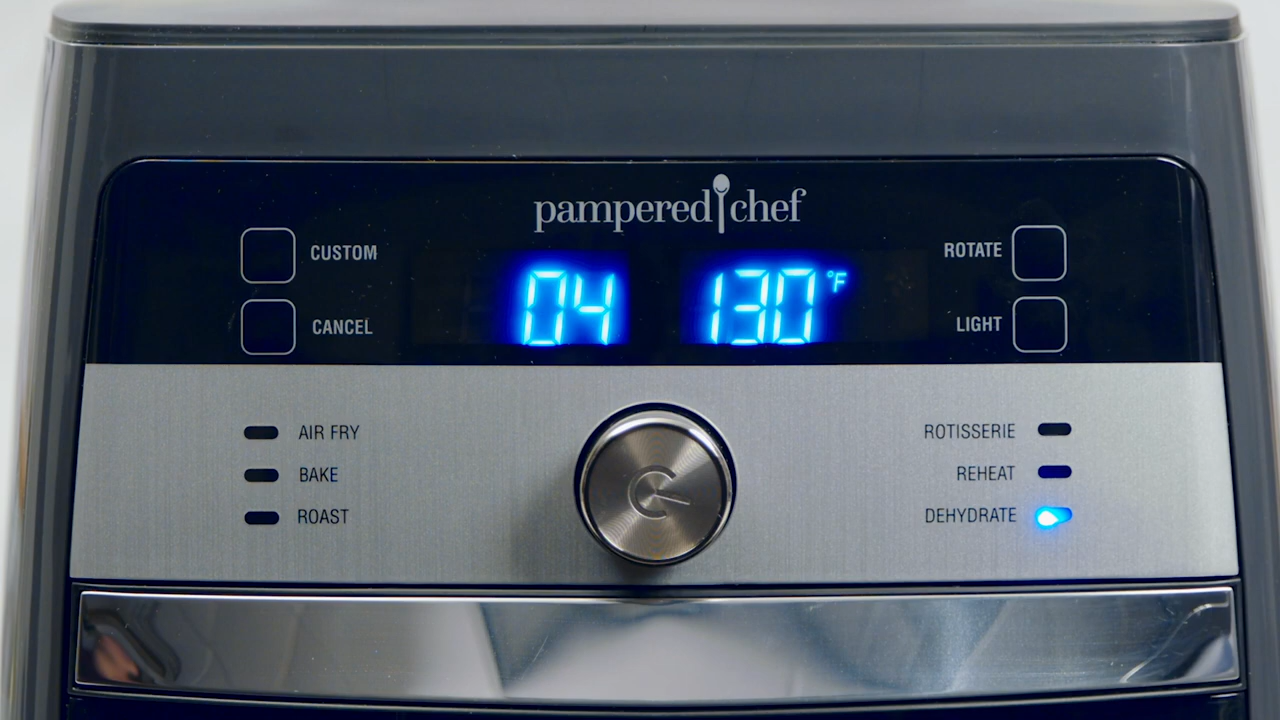 pampered chef
CUSTOM
ROTATE
04 130 °F
CANCEL
LIGHT
AIR FRY
ROTISSERIE
BAKE
REHEAT
ROAST
DEHYDRATE